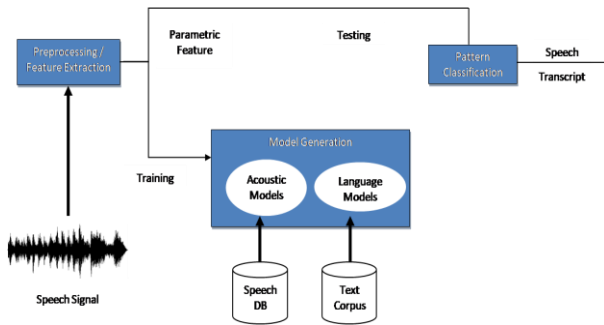 Parametric
Feature
Testing
Preprocessing /
Feature Extraction
Pattern
Classification
Speech
Transcript
Model Generation
Training
Acoustic
Models
Language
Models
Speech
DB
Text
Corpus
Speech Signal